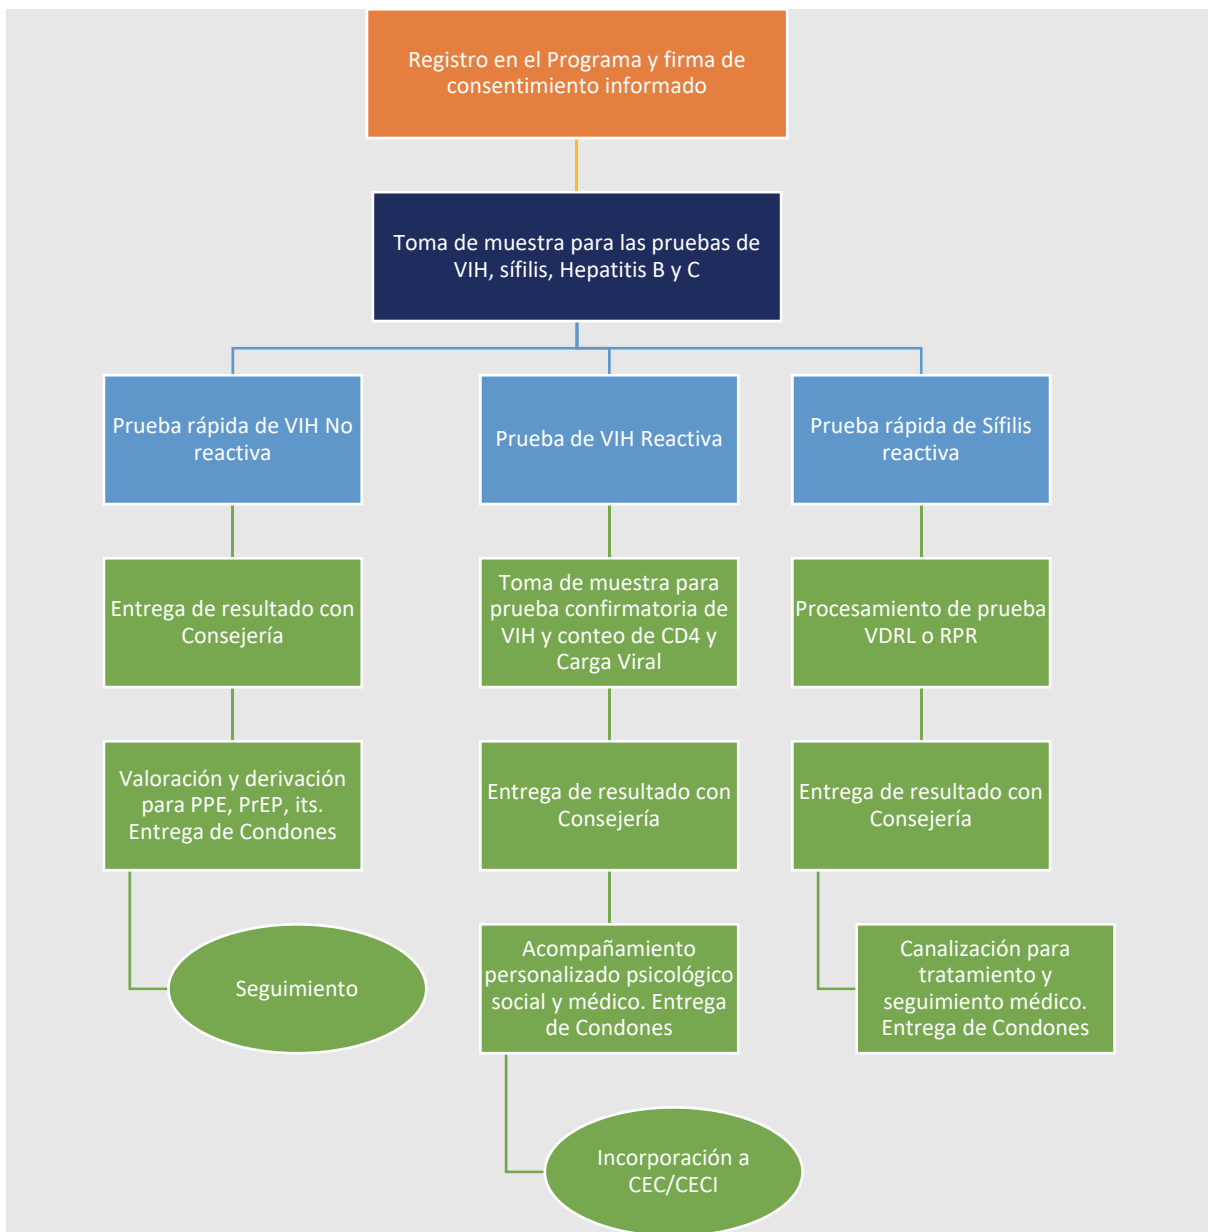 Registro en el Programa y firma de
consentimiento informado
Toma de muestra para las pruebas de
VIH, sífilis, Hepatitis B y C
Prueba rápida de VIH No
reactiva
Prueba de VIH Reactiva
Prueba rápida de Sífilis
reactiva
Entrega de resultado con
Consejería
Toma de muestra para
prueba confirmatoria de
VIH y conteo de CD4 y
Carga Viral
Procesamiento de prueba
VDRL o RPR
Valoración y derivación
para PPE, PrEP, its.
Entrega de Condones
Entrega de resultado con
Consejería
Entrega de resultado con
Consejería
Seguimiento
Acompañamiento
personalizado psicológico
social y médico. Entrega
de Condones
Canalización para
tratamiento y
seguimiento médico.
Entrega de Condones
Incorporación a
CEC/CECI